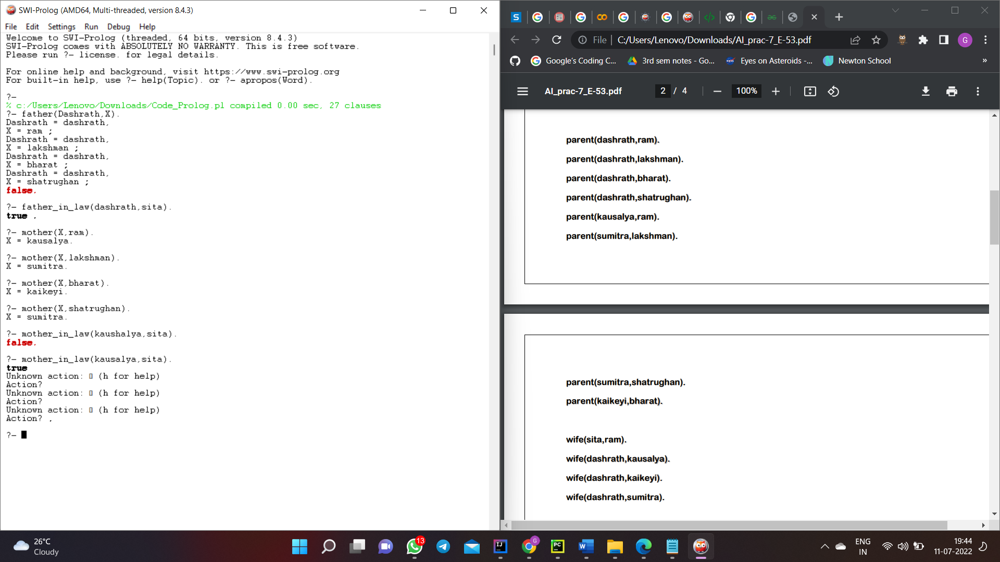 SWI-Prolog (AMD64, Multi-threaded, version 8.4.3)
File Edit Settings Run Debug Help
Welcome to SWI-Prolog (threaded, 64 bits, version 8.4.3)
SWI-Prolog comes with ABSOLUTELY NO WARRANTY. This is free software.
Please run ?- license. for legal details.
For online help and background, visit https://www.swi-prolog.org
For built-in help, use ?- help(Topic). or ?- apropos(Word).
?-
% c:/Users/Lenovo/Downloads/Code_Prolog.pl compiled 0.00 sec, 27 clauses
?- father(Dashrath,X).
Dashrath = dashrath,
X = ram ;
Dashrath = dashrath,
X = lakshman ;
Dashrath = dashrath,
X = bharat ;
Dashrath = dashrath,
X = shatrughan ;
false.
?- father_in_law(dashrath,sita).
true .
?- mother(X,ram).
X = kausalya.
?- mother(X,lakshman).
X = sumitra.
?- mother(X,bharat).
X = kaikeyi.
?- mother(X,shatrughan).
X = sumitra.
?- mother_in_law(kaushalya,sita).
false.
?- mother_in_law(kausalya,sita).
true
Unknown action: (h for help)
Action?
Unknown action: (h for help)
Action?
Unknown action: (h for help)
Action? .
?-
File C:/Users/Lenovo/Downloads/AI_prac-7_E-53.pdf
G
Google's Coding C... 3rd sem notes - Go... Eyes on Asteroids -... Newton School »
AI_prac-7_E-53.pdf 2 / 4 — 100% +
parent(dashrath,ram).
parent(dashrath,lakshman).
parent(dashrath,bharat).
parent(dashrath,shatrughan).
parent(kausalya,ram).
parent(sumitra,lakshman).
parent(sumitra,shatrughan).
parent(kaikeyi,bharat).
wife(sita,ram).
wife(dashrath,kausalya).
wife(dashrath,kaikeyi).
wife(dashrath,sumitra).
26°C
Cloudy
13
ENG
IN
19:44
11-07-2022